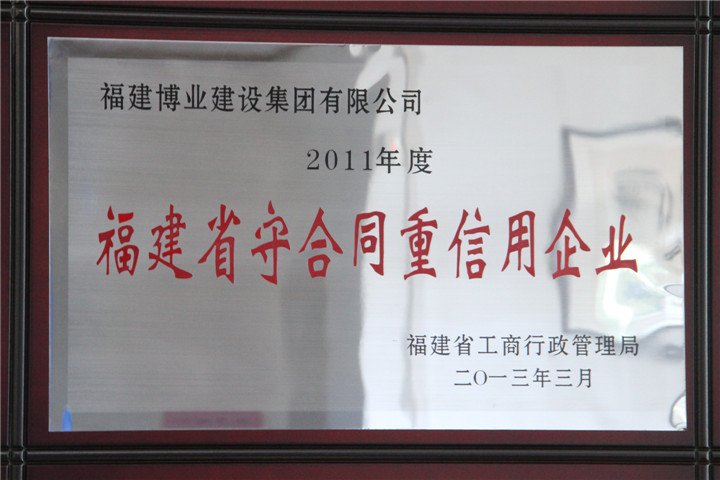 福建博业建设集团有限公司
2011年度
福建省守合同重信用企业
福建省工商行政管理局
二〇一三年三月